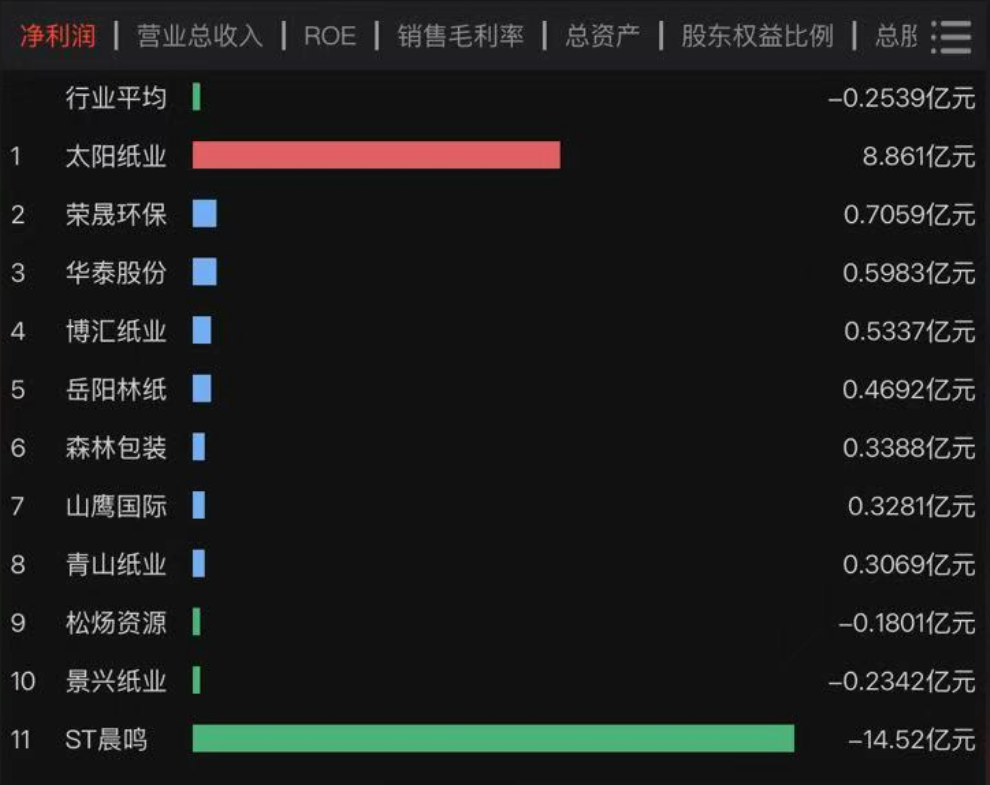 净利润 | 营业总收入 | ROE | 销售毛利率 | 总资产 | 股东权益比例 | 总股
行业平均 -0.2539亿元
1 太阳纸业 8.861亿元
2 荣晟环保 0.7059亿元
3 华泰股份 0.5983亿元
4 博汇纸业 0.5337亿元
5 岳阳林纸 0.4692亿元
6 森林包装 0.3388亿元
7 山鹰国际 0.3281亿元
8 青山纸业 0.3069亿元
9 松炀资源 -0.1801亿元
10 景兴纸业 -0.2342亿元
11 ST晨鸣 -14.52亿元